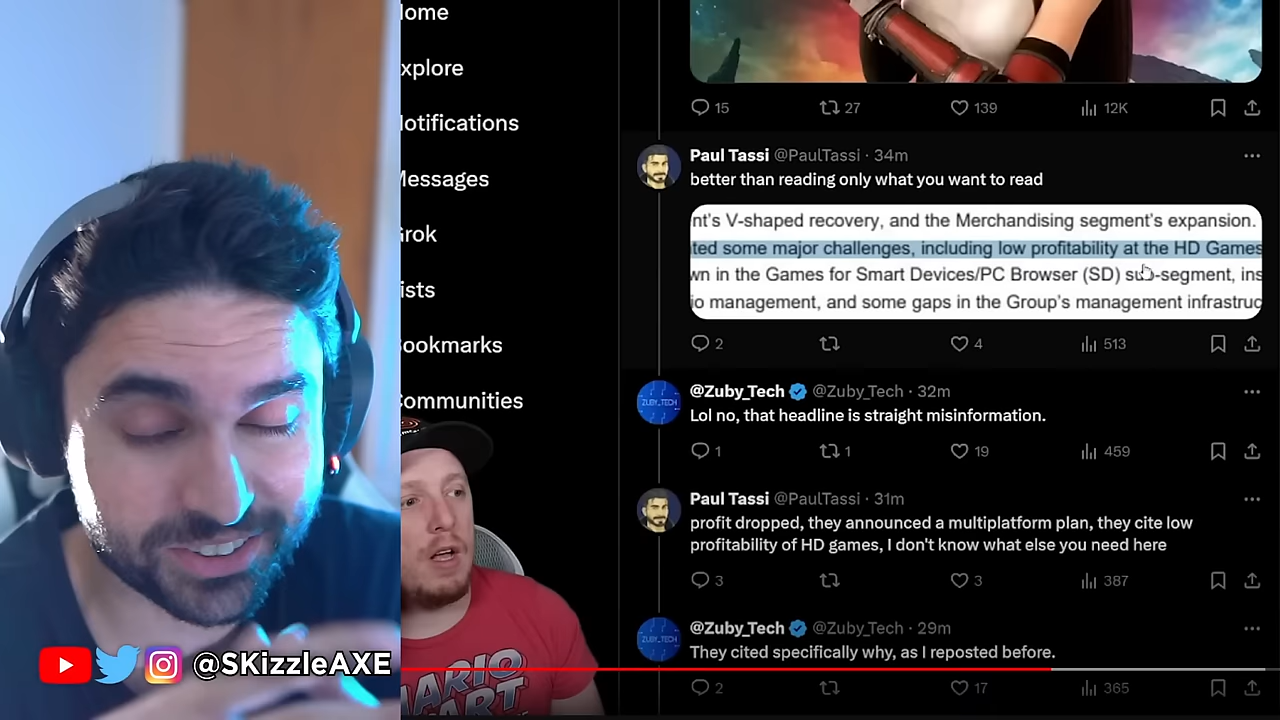 ome
xplore
otifications
Messages
rok
ists
ookmarks
ommunities
15
27
139
12K
Paul Tassi @PaulTassi · 34m
better than reading only what you want to read
nt's V-shaped recovery, and the Merchandising segment's expansion.
ted some major challenges, including low profitability at the HD Games
wn in the Games for Smart Devices/PC Browser (SD) sub-segment, ins
io management, and some gaps in the Group's management infrastruc
2
4
513
@Zuby_Tech @Zuby_Tech · 32m
ZUBY_TECH
Lol no, that headline is straight misinformation.
1
1
19
459
Paul Tassi @PaulTassi · 31m
profit dropped, they announced a multiplatform plan, they cite low
profitability of HD games, I don't know what else you need here
3
3
387
@Zuby_Tech @Zuby_Tech · 29m
ZUBY_TECH
They cited specifically why, as I reposted before.
2
17
365
@SKizzleAXE
MARIO
KART